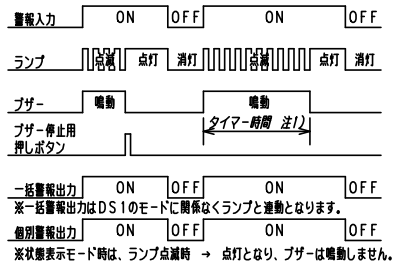 警報入力 ON OFF ON OFF
ランプ 点滅 点灯 消灯 点滅 点灯 消灯
ブザー 鳴動 鳴動
タイマー時間 注1)
ブザー停止用
押しボタン
一括警報出力 ON OFF ON OFF
※一括警報出力はDS1のモードに関係なくランプと連動となります。
個別警報出力 ON OFF ON OFF
※状態表示モード時は、ランプ点滅時 → 点灯となり、ブザーは鳴動しません。